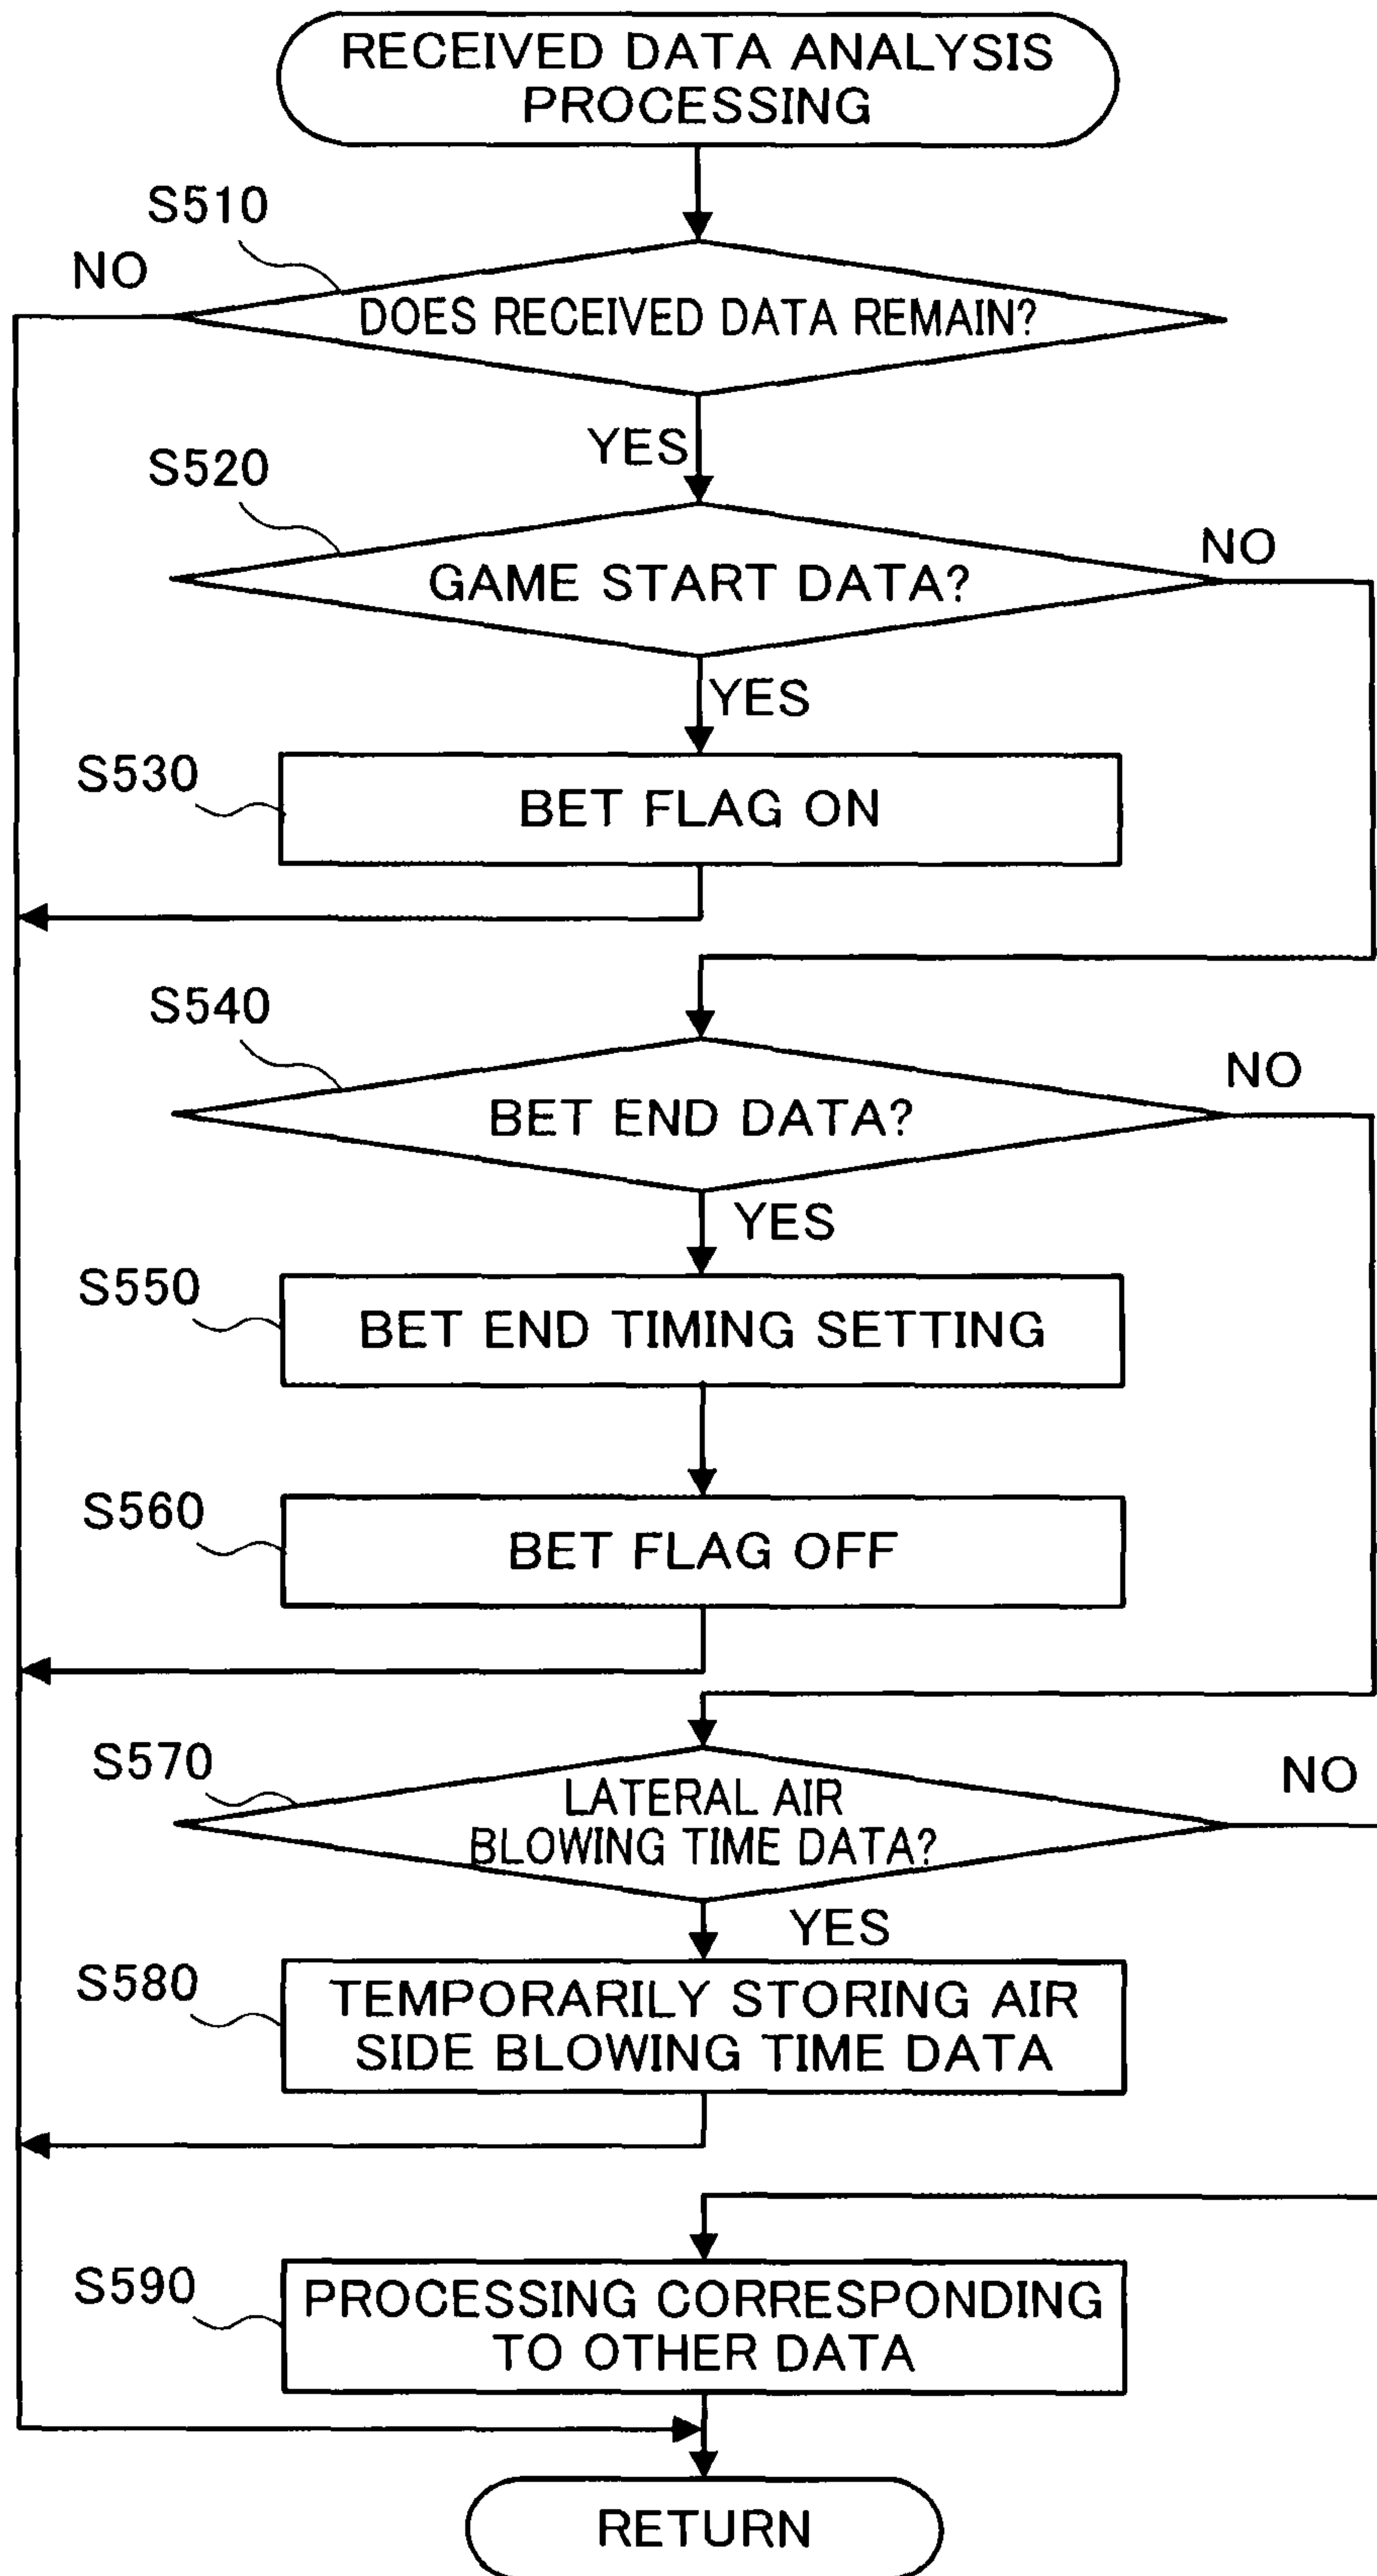 RECEIVED DATA ANALYSIS
PROCESSING
S510
NO
DOES RECEIVED DATA REMAIN?
YES
S520
NO
GAME START DATA?
YES
S530
BET FLAG ON
S540
NO
BET END DATA?
YES
S550
BET END TIMING SETTING
S560
BET FLAG OFF
S570
NO
LATERAL AIR
BLOWING TIME DATA?
YES
S580
TEMPORARILY STORING AIR
SIDE BLOWING TIME DATA
S590
PROCESSING CORRESPONDING
TO OTHER DATA
RETURN